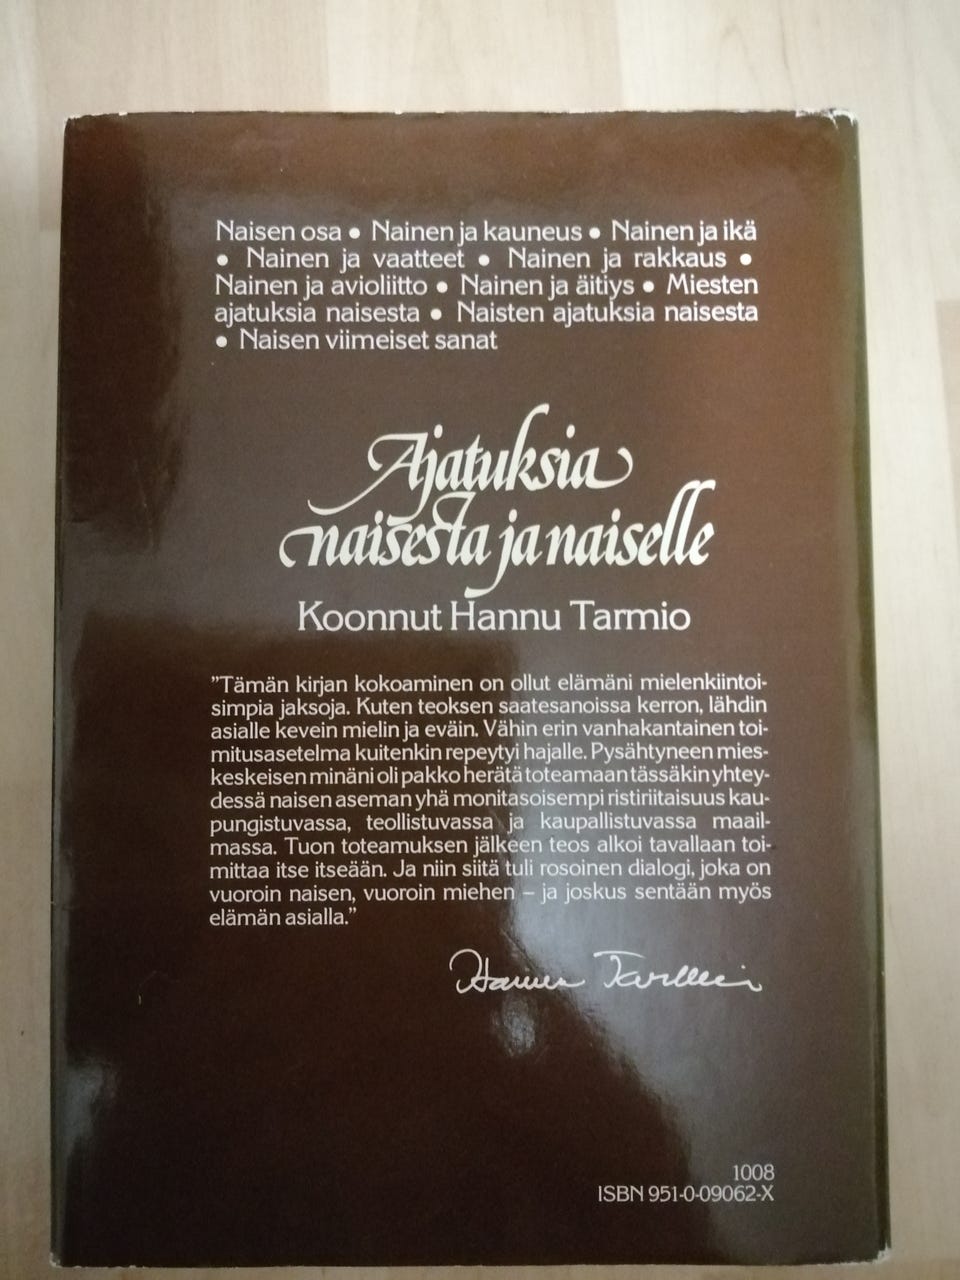 Naisen osa • Nainen ja kauneus • Nainen ja ikä
• Nainen ja vaatteet • Nainen ja rakkaus •
Nainen ja avioliitto • Nainen ja äitiys • Miesten
ajatuksia naisesta • Naisten ajatuksia naisesta
• Naisen viimeiset sanat
Ajatuksia
naisesta ja naiselle
Koonnut Hannu Tarmio
”Tämän kirjan kokoaminen on ollut elämäni mielenkiintoi-
simpia jaksoja. Kuten teoksen saatesanoissa kerron, lähdin
asialle kevein mielin ja eväin. Vähin erin vanhakantainen toi-
mitusasetelma kuitenkin repeytyi hajalle. Pysähtyneen mies-
keskeisen minäni oli pakko herätä toteamaan tässäkin yhtey-
dessä naisen aseman yhä monitasoisempi ristiriitaisuus kau-
pungistuvassa, teollistuvassa ja kaupallistuvassa maail-
massa. Tuon toteamuksen jälkeen teos alkoi tavallaan toi-
mittaa itse itseään. Ja niin siitä tuli rosoinen dialogi, joka on
vuoroin naisen, vuoroin miehen – ja joskus sentään myös
elämän asialla.”
Hannu Tarmio
1008
ISBN 951-0-09062-X